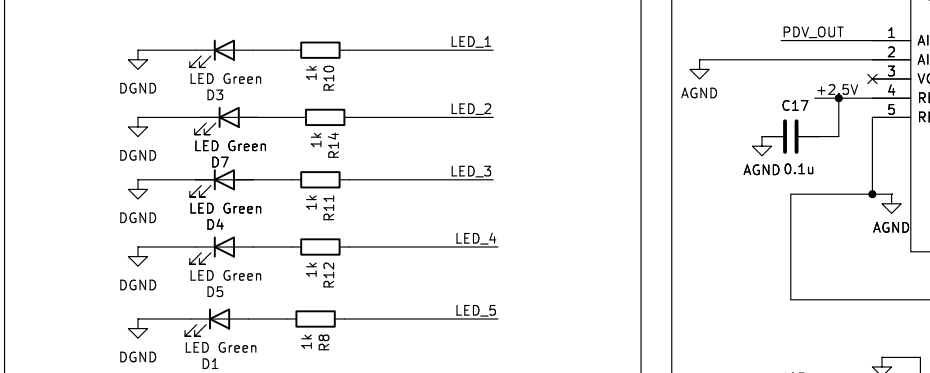 LED_1
1k
R10
LED Green
D3
DGND
LED_2
1k
R14
LED Green
D7
DGND
LED_3
1k
R11
LED Green
D4
DGND
LED_4
1k
R12
LED Green
D5
DGND
LED_5
1k
R8
LED Green
D1
DGND
PDV_OUT
1
2
3
4
5
AGND
+2.5V
C17
AGND
0.1u
AGND